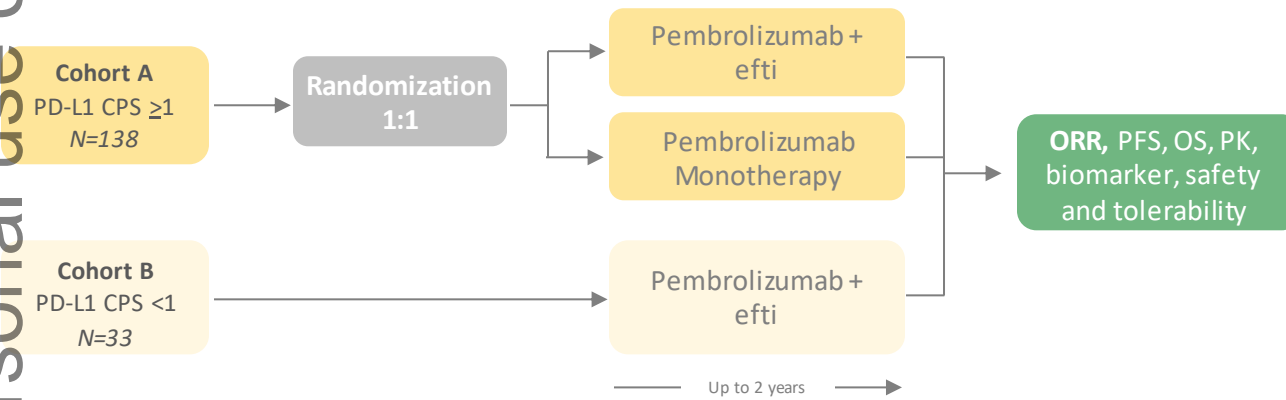 Cohort A
PD-L1 CPS ≥1
N=138
Randomization
1:1
Pembrolizumab +
efti
Pembrolizumab
Monotherapy
ORR, PFS, OS, PK,
biomarker, safety
and tolerability
Cohort B
PD-L1 CPS <1
N=33
Pembrolizumab +
efti
Up to 2 years